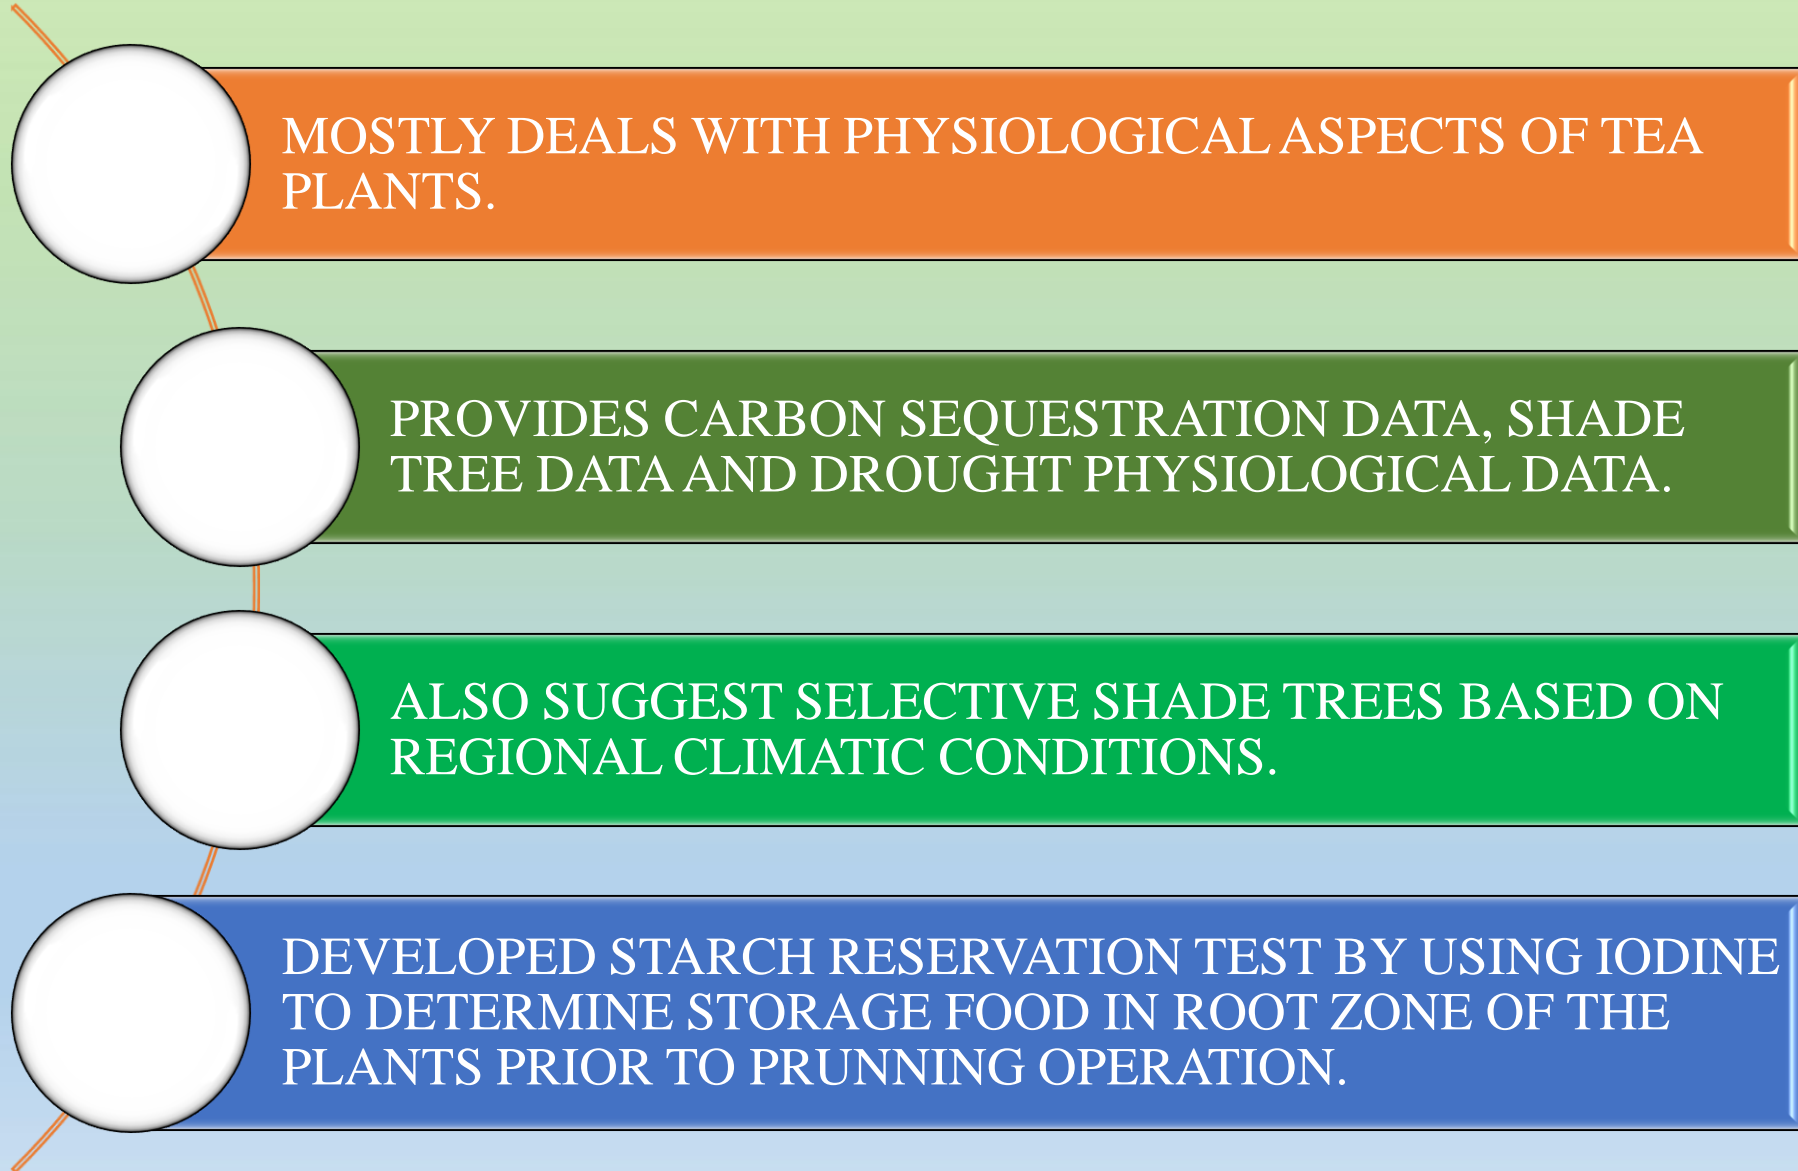 MOSTLY DEALS WITH PHYSIOLOGICAL ASPECTS OF TEA
PLANTS.
PROVIDES CARBON SEQUESTRATION DATA, SHADE
TREE DATA AND DROUGHT PHYSIOLOGICAL DATA.
ALSO SUGGEST SELECTIVE SHADE TREES BASED ON
REGIONAL CLIMATIC CONDITIONS.
DEVELOPED STARCH RESERVATION TEST BY USING IODINE
TO DETERMINE STORAGE FOOD IN ROOT ZONE OF THE
PLANTS PRIOR TO PRUNNING OPERATION.